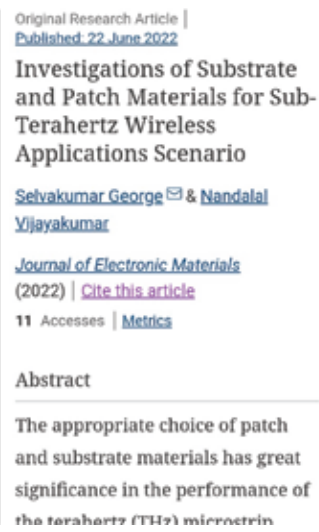 Original Research Article |
Published: 22 June 2022
Investigations of Substrate
and Patch Materials for Sub-
Terahertz Wireless
Applications Scenario
Selvakumar George & Nandalal
Vijayakumar
Journal of Electronic Materials
(2022) | Cite this article
11 Accesses | Metrics
Abstract
The appropriate choice of patch
and substrate materials has great
significance in the performance of
the terahertz (THz) microstrip